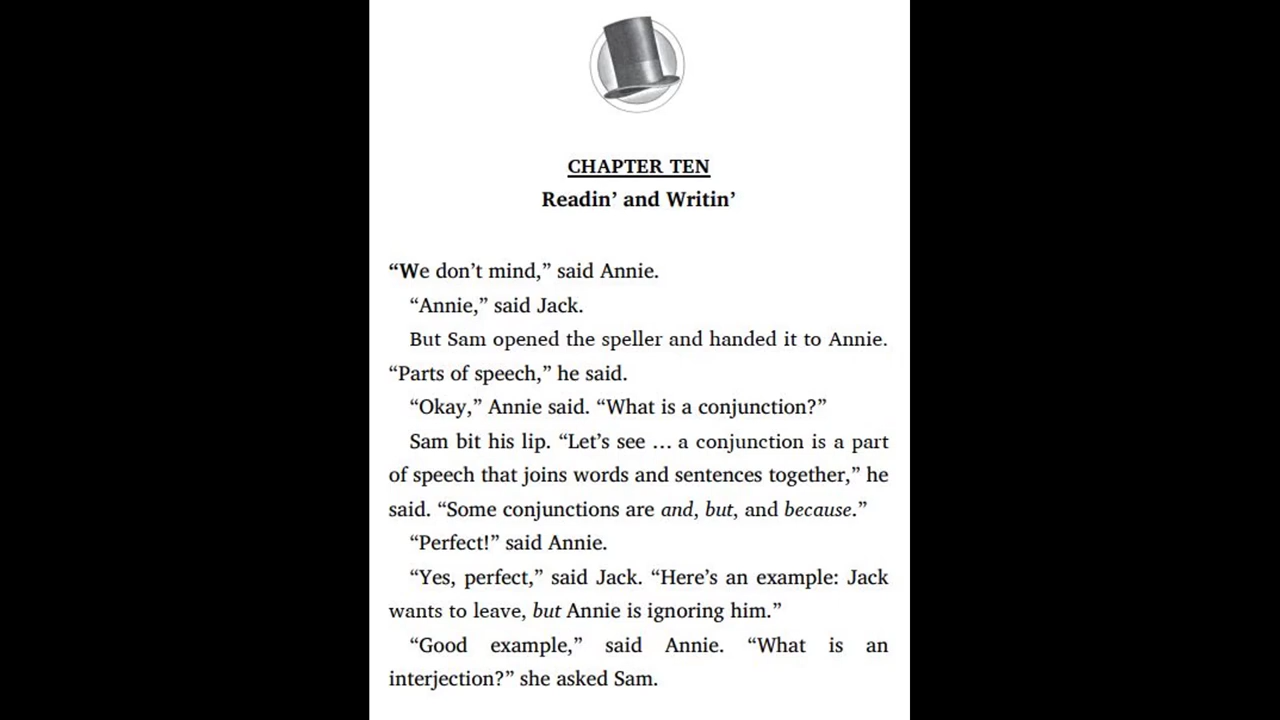 CHAPTER TEN
Readin’ and Writin’
“We don’t mind,” said Annie.
“Annie,” said Jack.
But Sam opened the speller and handed it to Annie.
“Parts of speech,” he said.
“Okay,” Annie said. “What is a conjunction?”
Sam bit his lip. “Let’s see … a conjunction is a part
of speech that joins words and sentences together,” he
said. “Some conjunctions are and, but, and because.”
“Perfect!” said Annie.
“Yes, perfect,” said Jack. “Here’s an example: Jack
wants to leave, but Annie is ignoring him.”
“Good example,” said Annie. “What is an
interjection?” she asked Sam.